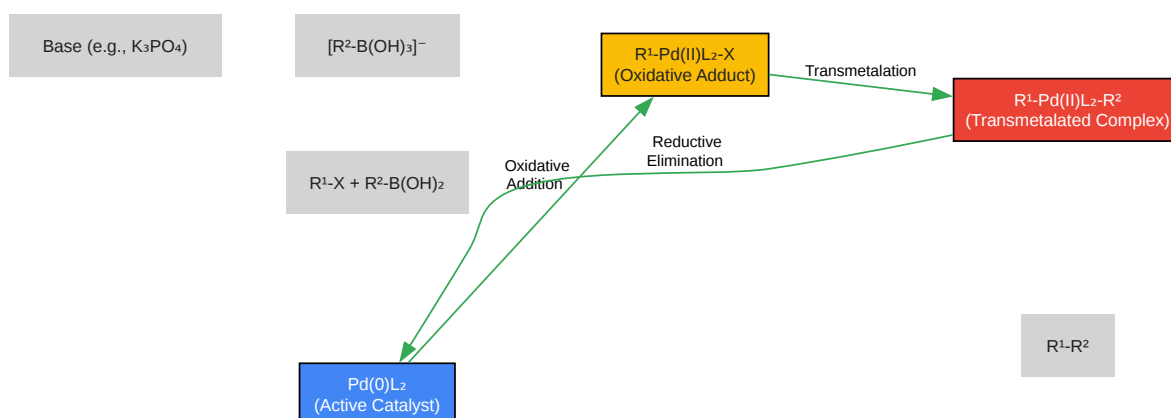 Base (e.g., K₃PO₄)
[R²-B(OH)₃]⁻
R¹-Pd(II)L₂-X
(Oxidative Adduct)
Transmetalation
R¹-Pd(II)L₂-R²
(Transmetalated Complex)
Reductive
Elimination
Oxidative
Addition
R¹-X + R²-B(OH)₂
R¹-R²
Pd(0)L₂
(Active Catalyst)